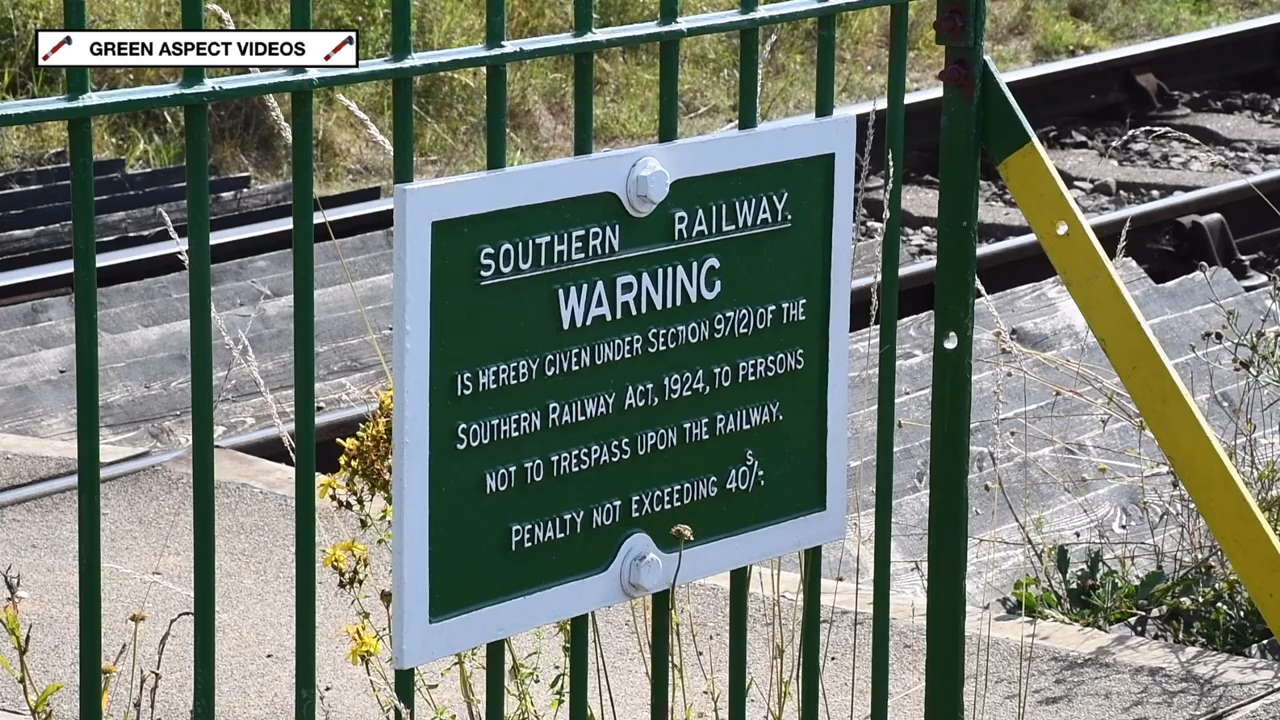 GREEN ASPECT VIDEOS
SOUTHERN RAILWAY.
WARNING
IS HEREBY GIVEN UNDER SECTION 97(2) OF THE
SOUTHERN RAILWAY ACT, 1924, TO PERSONS
NOT TO TRESPASS UPON THE RAILWAY.
PENALTY NOT EXCEEDING 40S/-.